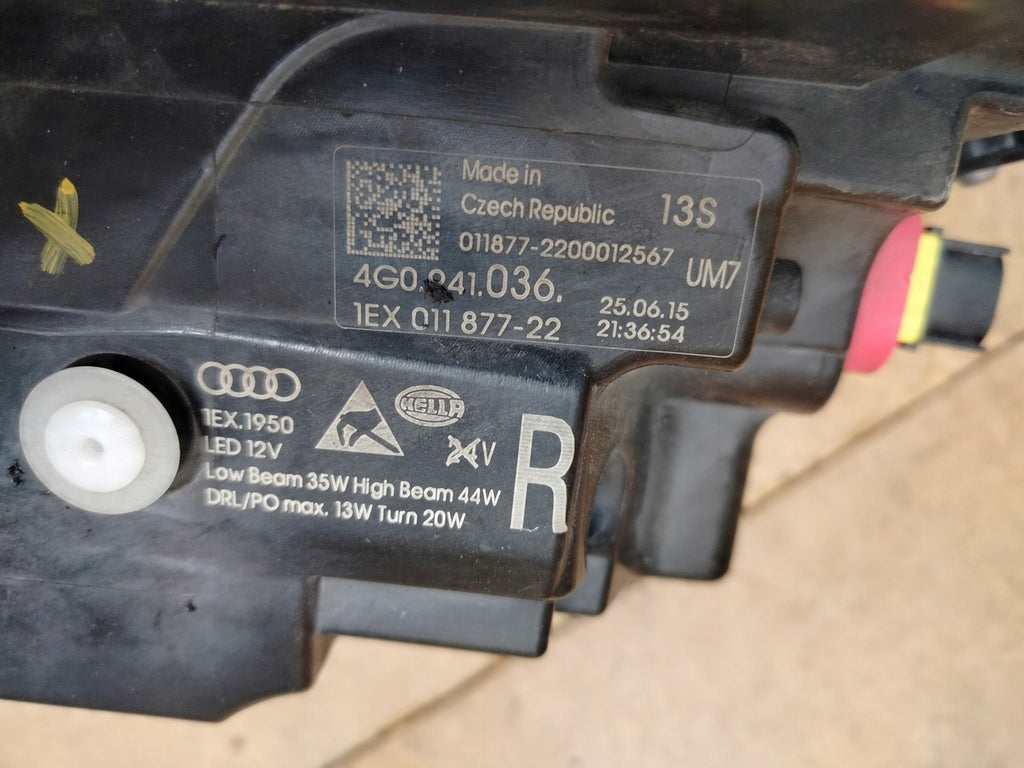 Made in
Czech Republic 13S
011877-2200012567
4G0.941.036. UM7
1EX 011 877-22
25.06.15
21:36:54
1EX.1950
HELLA
LED 12V
24V
Low Beam 35W High Beam 44W
DRL/PO max. 13W Turn 20W
R